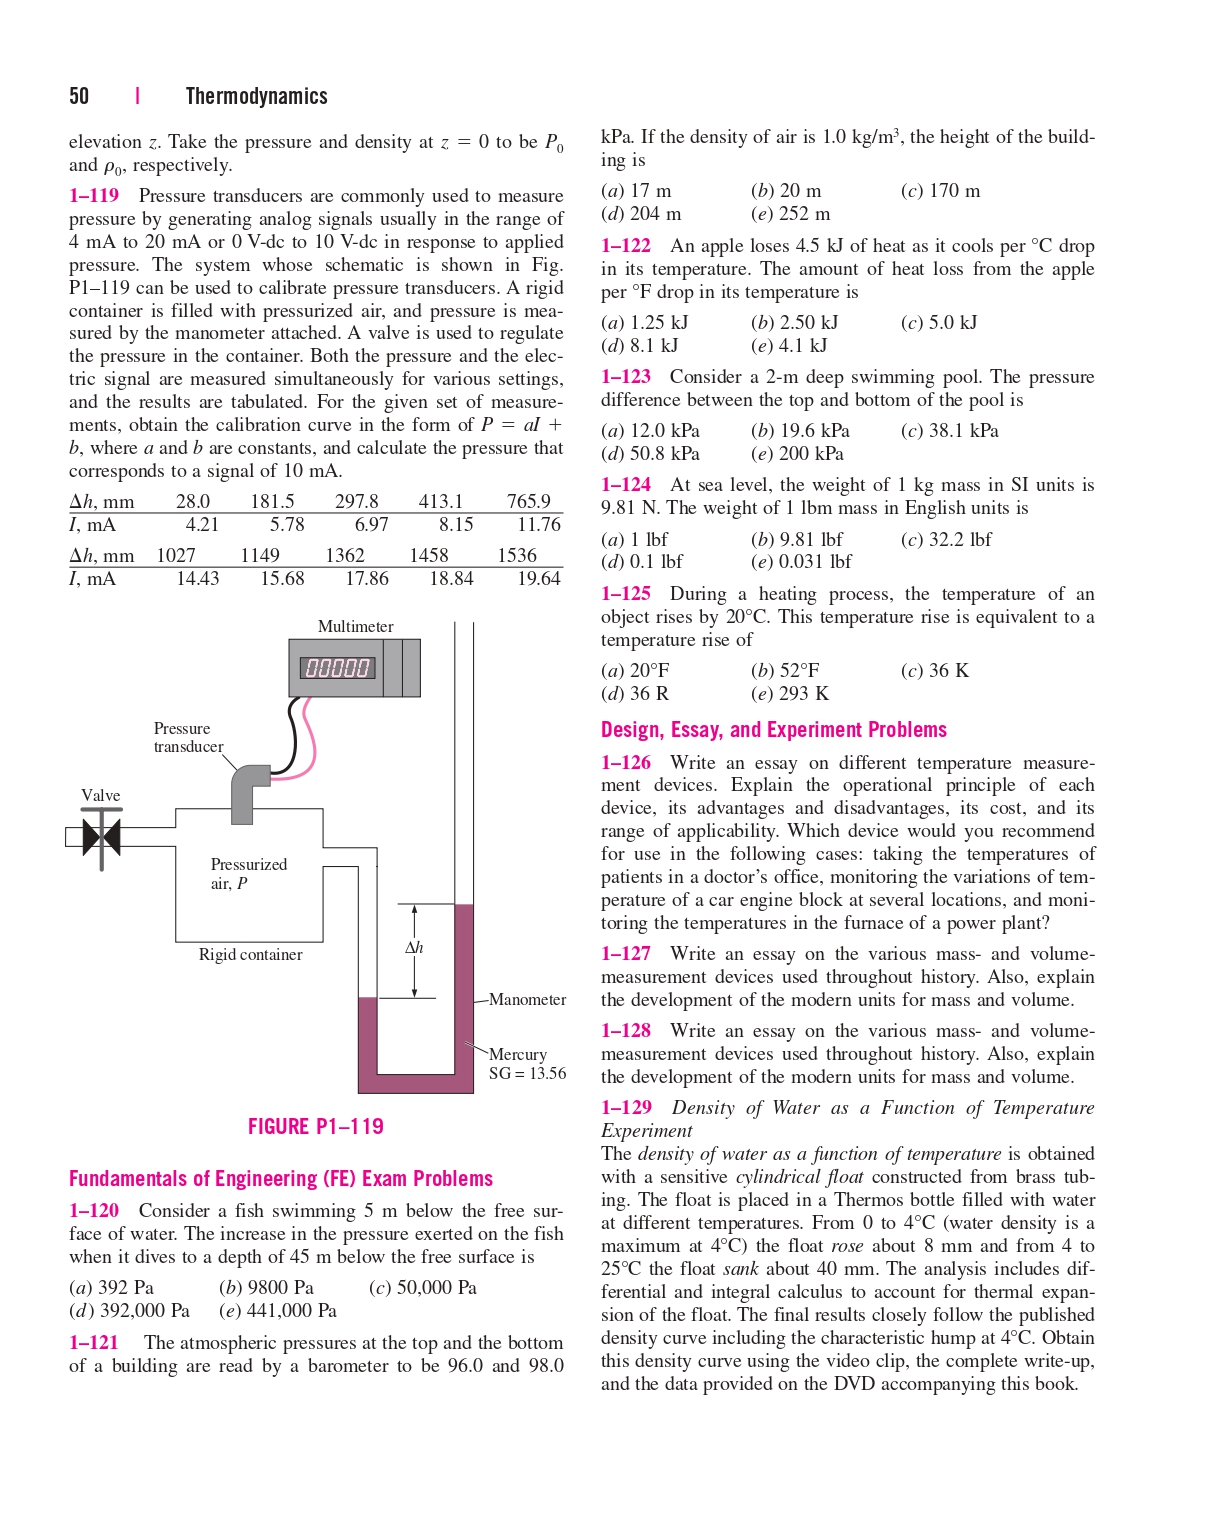 50 | Thermodynamics
elevation z. Take the pressure and density at z = 0 to be P₀
and ρ₀, respectively.
1–119 Pressure transducers are commonly used to measure
pressure by generating analog signals usually in the range of
4 mA to 20 mA or 0 V-dc to 10 V-dc in response to applied
pressure. The system whose schematic is shown in Fig.
P1–119 can be used to calibrate pressure transducers. A rigid
container is filled with pressurized air, and pressure is mea-
sured by the manometer attached. A valve is used to regulate
the pressure in the container. Both the pressure and the elec-
tric signal are measured simultaneously for various settings,
and the results are tabulated. For the given set of measure-
ments, obtain the calibration curve in the form of P = aI +
b, where a and b are constants, and calculate the pressure that
corresponds to a signal of 10 mA.
Δh, mm 28.0 181.5 297.8 413.1 765.9
I, mA 4.21 5.78 6.97 8.15 11.76
Δh, mm 1027 1149 1362 1458 1536
I, mA 14.43 15.68 17.86 18.84 19.64
Multimeter
00000
Pressure
transducer
Valve
Pressurized
air, P
Rigid container
Δh
Manometer
Mercury
SG = 13.56
FIGURE P1–119
Fundamentals of Engineering (FE) Exam Problems
1–120 Consider a fish swimming 5 m below the free sur-
face of water. The increase in the pressure exerted on the fish
when it dives to a depth of 45 m below the free surface is
(a) 392 Pa (b) 9800 Pa (c) 50,000 Pa
(d) 392,000 Pa (e) 441,000 Pa
1–121 The atmospheric pressures at the top and the bottom
of a building are read by a barometer to be 96.0 and 98.0
kPa. If the density of air is 1.0 kg/m³, the height of the build-
ing is
(a) 17 m (b) 20 m (c) 170 m
(d) 204 m (e) 252 m
1–122 An apple loses 4.5 kJ of heat as it cools per °C drop
in its temperature. The amount of heat loss from the apple
per °F drop in its temperature is
(a) 1.25 kJ (b) 2.50 kJ (c) 5.0 kJ
(d) 8.1 kJ (e) 4.1 kJ
1–123 Consider a 2-m deep swimming pool. The pressure
difference between the top and bottom of the pool is
(a) 12.0 kPa (b) 19.6 kPa (c) 38.1 kPa
(d) 50.8 kPa (e) 200 kPa
1–124 At sea level, the weight of 1 kg mass in SI units is
9.81 N. The weight of 1 lbm mass in English units is
(a) 1 lbf (b) 9.81 lbf (c) 32.2 lbf
(d) 0.1 lbf (e) 0.031 lbf
1–125 During a heating process, the temperature of an
object rises by 20°C. This temperature rise is equivalent to a
temperature rise of
(a) 20°F (b) 52°F (c) 36 K
(d) 36 R (e) 293 K
Design, Essay, and Experiment Problems
1–126 Write an essay on different temperature measure-
ment devices. Explain the operational principle of each
device, its advantages and disadvantages, its cost, and its
range of applicability. Which device would you recommend
for use in the following cases: taking the temperatures of
patients in a doctor's office, monitoring the variations of tem-
perature of a car engine block at several locations, and moni-
toring the temperatures in the furnace of a power plant?
1–127 Write an essay on the various mass- and volume-
measurement devices used throughout history. Also, explain
the development of the modern units for mass and volume.
1–128 Write an essay on the various mass- and volume-
measurement devices used throughout history. Also, explain
the development of the modern units for mass and volume.
1–129 Density of Water as a Function of Temperature
Experiment
The density of water as a function of temperature is obtained
with a sensitive cylindrical float constructed from brass tub-
ing. The float is placed in a Thermos bottle filled with water
at different temperatures. From 0 to 4°C (water density is a
maximum at 4°C) the float rose about 8 mm and from 4 to
25°C the float sank about 40 mm. The analysis includes dif-
ferential and integral calculus to account for thermal expan-
sion of the float. The final results closely follow the published
density curve including the characteristic hump at 4°C. Obtain
this density curve using the video clip, the complete write-up,
and the data provided on the DVD accompanying this book.